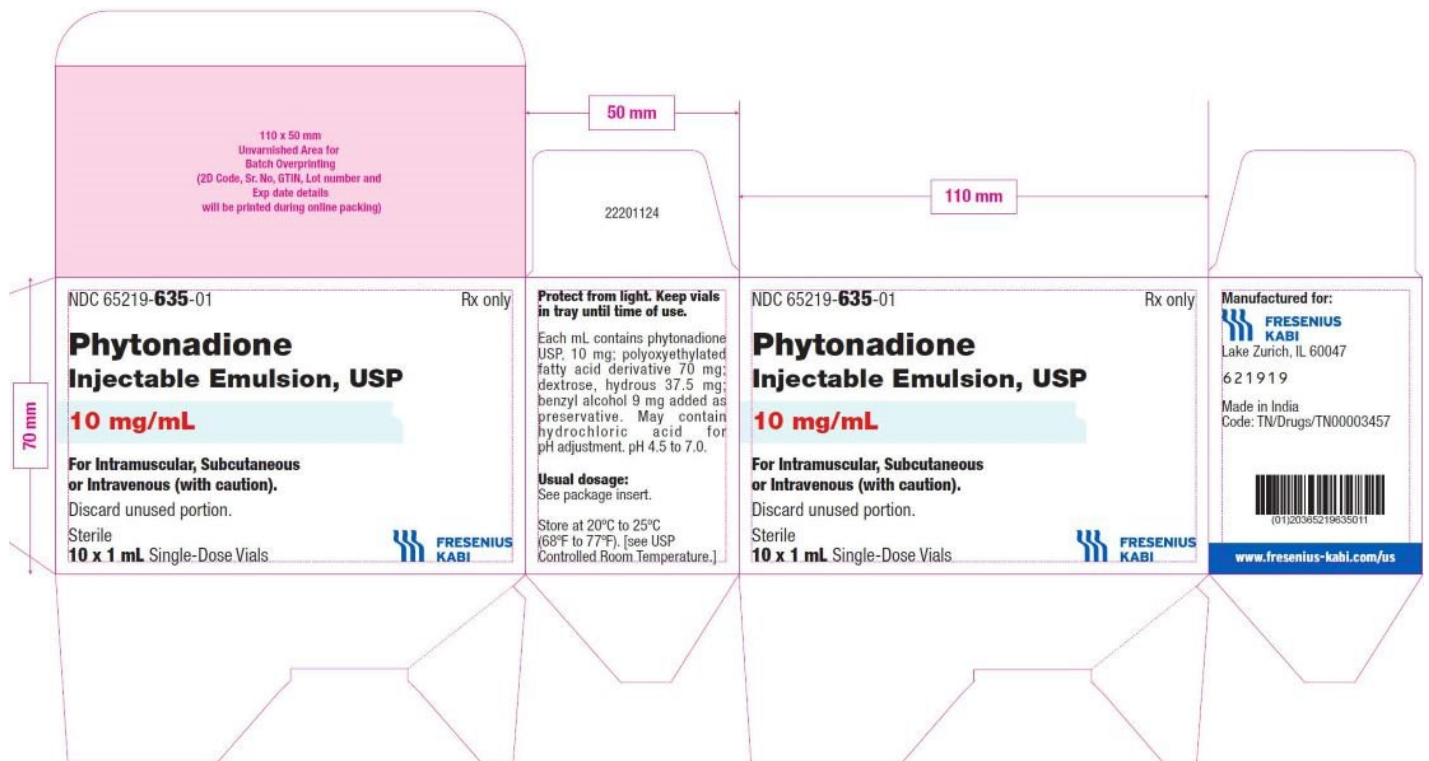 110 x 50 mm
Unvarnished Area for
Batch Overprinting
(2D Code, Sr. No, GTIN, Lot number and
Exp date details
will be printed during online packing)
50 mm
22201124
110 mm
70 mm
NDC 65219-635-01 Rx only
Phytonadione
Injectable Emulsion, USP
10 mg/mL
For Intramuscular, Subcutaneous
or Intravenous (with caution).
Discard unused portion.
Sterile
10 x 1 mL Single-Dose Vials
FRESENIUS
KABI
Protect from light. Keep vials
in tray until time of use.
Each mL contains phytonadione
USP, 10 mg; polyoxyethylated
fatty acid derivative 70 mg;
dextrose, hydrous 37.5 mg;
benzyl alcohol 9 mg added as
preservative. May contain
hydrochloric acid for
pH adjustment. pH 4.5 to 7.0.
Usual dosage:
See package insert.
Store at 20°C to 25°C
(68°F to 77°F). [see USP
Controlled Room Temperature.]
NDC 65219-635-01 Rx only
Phytonadione
Injectable Emulsion, USP
10 mg/mL
For Intramuscular, Subcutaneous
or Intravenous (with caution).
Discard unused portion.
Sterile
10 x 1 mL Single-Dose Vials
FRESENIUS
KABI
Manufactured for:
FRESENIUS
KABI
Lake Zurich, IL 60047
621919
Made in India
Code: TN/Drugs/TN00003457
(01)20365219635011
www.fresenius-kabi.com/us